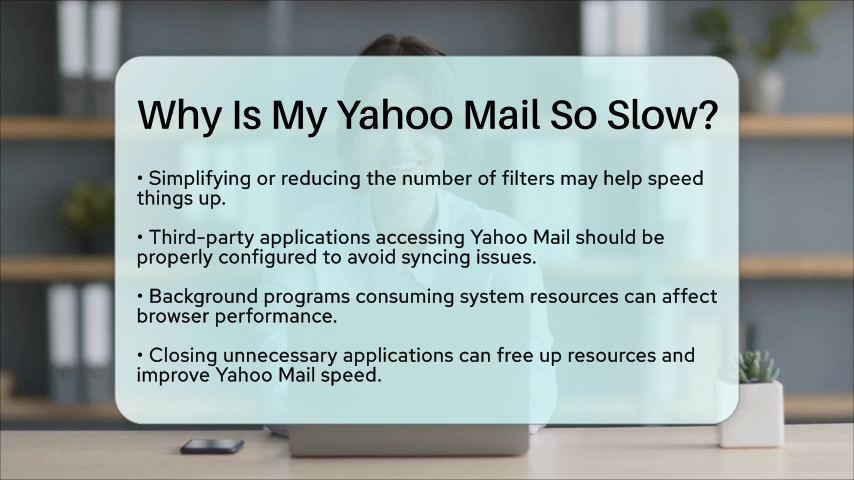 Why Is My Yahoo Mail So Slow?
• Simplifying or reducing the number of filters may help speed
things up.
• Third-party applications accessing Yahoo Mail should be
properly configured to avoid syncing issues.
• Background programs consuming system resources can affect
browser performance.
• Closing unnecessary applications can free up resources and
improve Yahoo Mail speed.